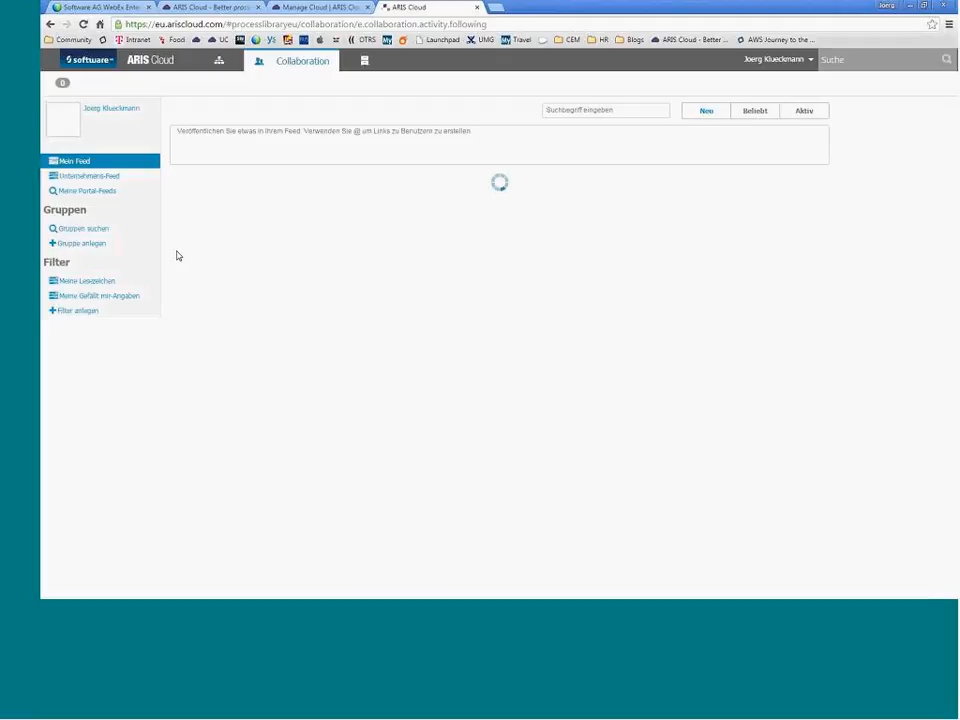 Software AG WebEx Ente
ARIS Cloud - Better proc
Manage Cloud | ARIS Clo
ARIS Cloud
Joerg
https://eu.ariscloud.com/#processlibraryeu/collaboration/e.collaboration.activity.following
Community
Intranet
Food
UC
OTRS
Launchpad
UMG
Travel
CEM
HR
Blogs
ARIS Cloud - Better ...
AWS Journey to the ...
software AG
ARIS Cloud
Collaboration
Joerg Klueckmann
Suche
0
Joerg Klueckmann
Suchbegriff eingeben
Neu
Beliebt
Aktiv
Veröffentlichen Sie etwas in Ihrem Feed. Verwenden Sie @ um Links zu Benutzern zu erstellen
Mein Feed
Unternehmens-Feed
Meine Portal-Feeds
Gruppen
Gruppen suchen
Gruppe anlegen
Filter
Meine Lesezeichen
Meine Gefällt mir-Angaben
Filter anlegen